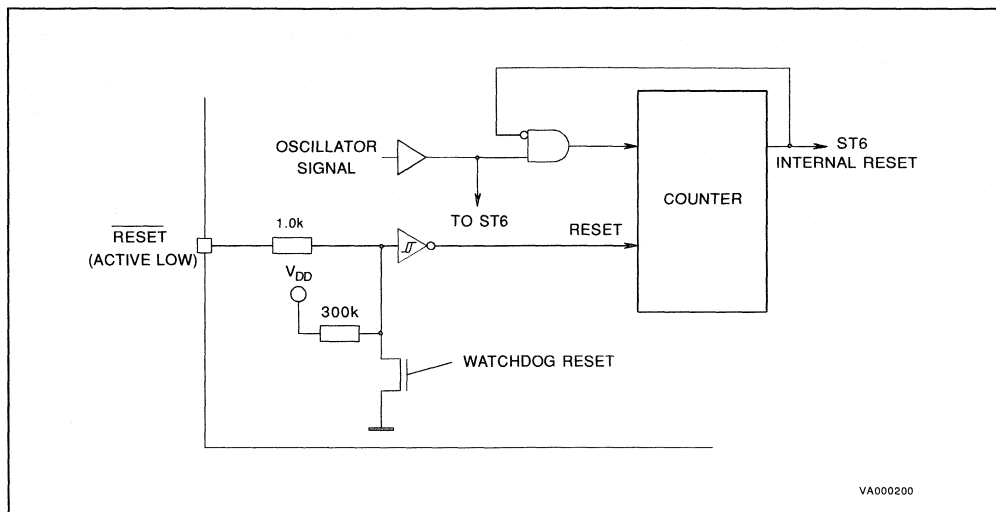 OSCILLATOR
SIGNAL
TO ST6
COUNTER
ST6
INTERNAL RESET
RESET
(ACTIVE LOW)
1.0k
RESET
VDD
300k
WATCHDOG RESET
VA000200